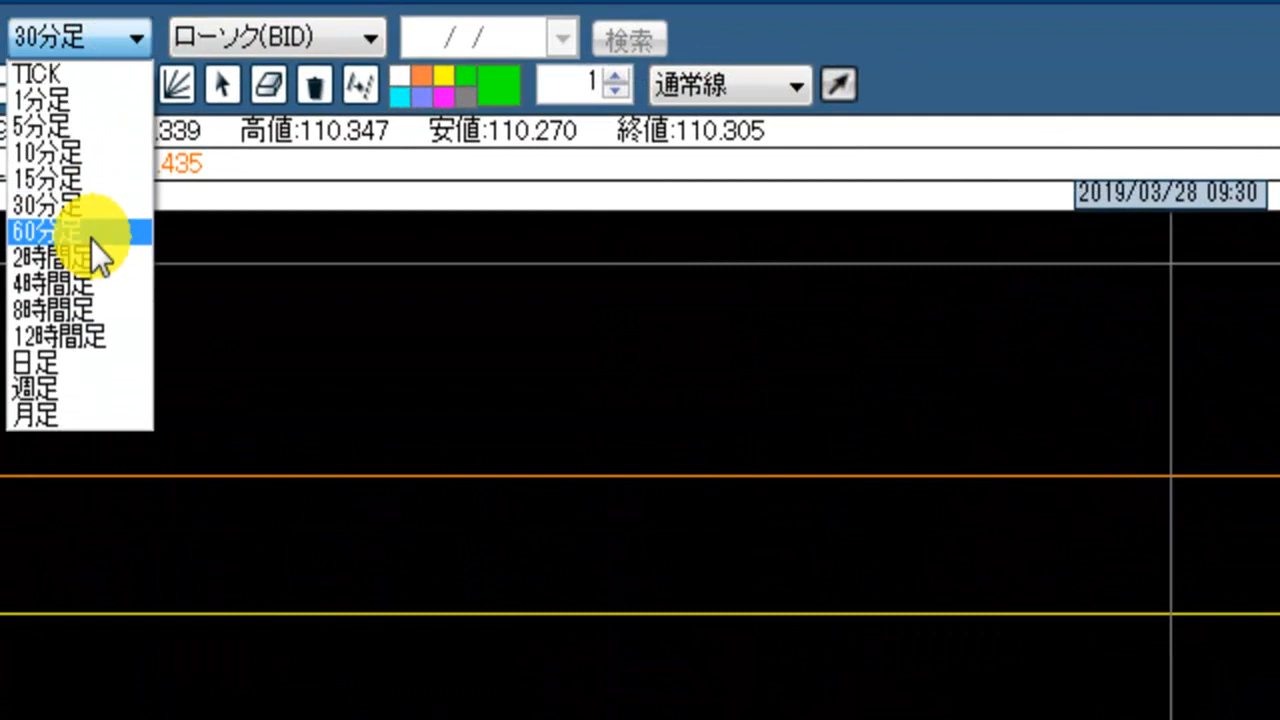 30分足 ローソク(BID) / / 検索
TICK
1分足
1 通常線
5分足
.339 高値:110.347 安値:110.270 終値:110.305
10分足
.435
15分足
30分足
2019/03/28 09:30
60分足
2時間足
4時間足
8時間足
12時間足
日足
週足
月足